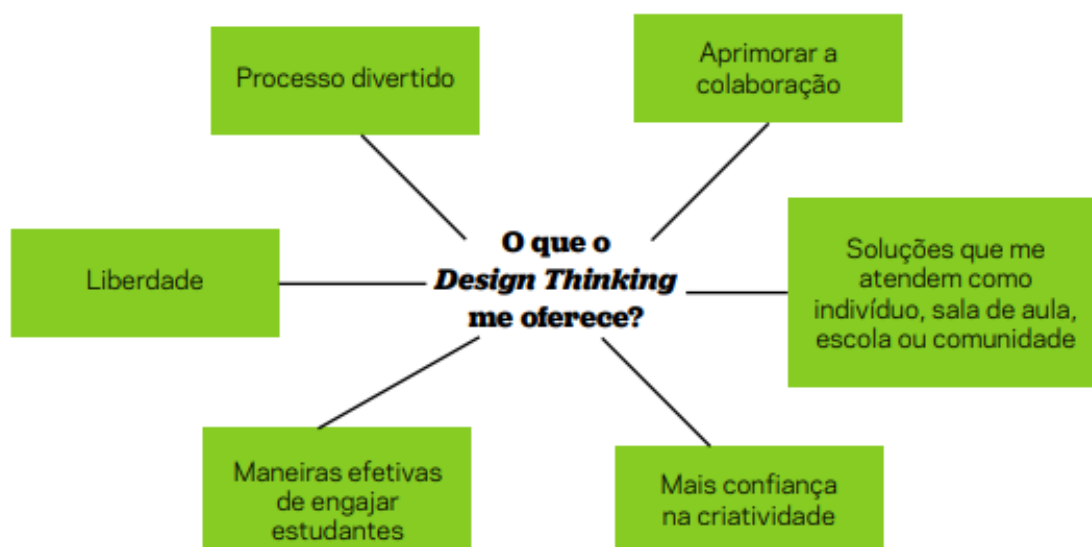 Processo divertido
Aprimorar a
colaboração
O que o
Design Thinking
me oferece?
Liberdade
Soluções que me
atendem como
indivíduo, sala de aula,
escola ou comunidade
Maneiras efetivas
de engajar
estudantes
Mais confiança
na criatividade